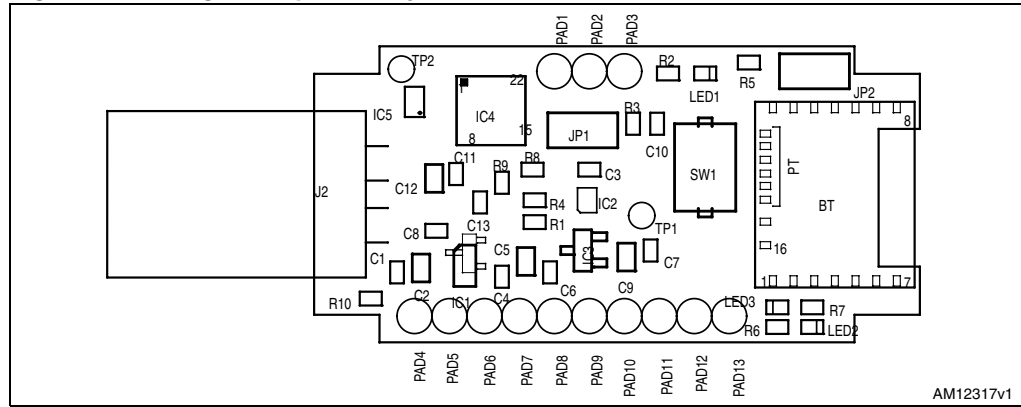 PAD1
PAD2
PAD3
TP2
R2
LED1
R5
JP2
IC5
1
22
IC4
8
15
JP1
R3
C10
SW1
8
PT
BT
16
1
7
J2
C12
C11
R9
R8
C3
IC2
R4
R1
TP1
C13
C8
C5
IC3
C7
C1
C2
IC1
C4
C6
C9
R10
LED3
R7
R6
LED2
PAD4
PAD5
PAD6
PAD7
PAD8
PAD9
PAD10
PAD11
PAD12
PAD13
AM12317v1